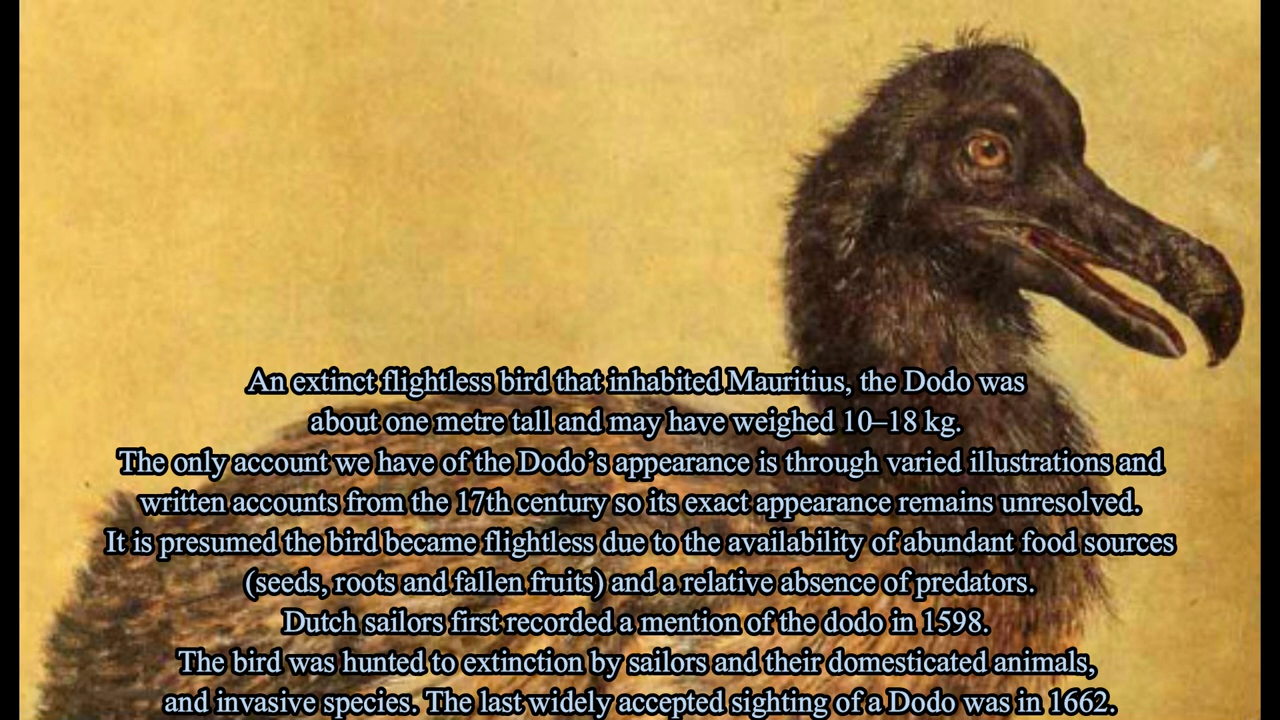 An extinct flightless bird that inhabited Mauritius, the Dodo was
about one metre tall and may have weighed 10–18 kg.
The only account we have of the Dodo’s appearance is through varied illustrations and
written accounts from the 17th century so its exact appearance remains unresolved.
It is presumed the bird became flightless due to the availability of abundant food sources
(seeds, roots and fallen fruits) and a relative absence of predators.
Dutch sailors first recorded a mention of the dodo in 1598.
The bird was hunted to extinction by sailors and their domesticated animals,
and invasive species. The last widely accepted sighting of a Dodo was in 1662.